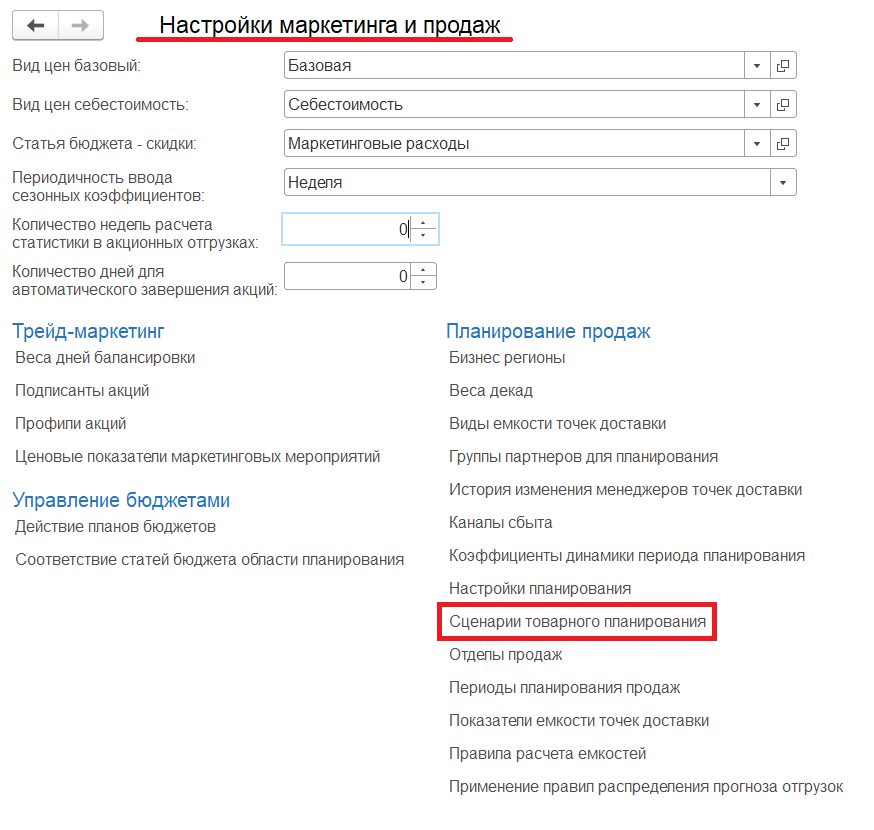 Настройки маркетинга и продаж
Вид цен базовый:
Базовая
Вид цен себестоимость:
Себестоимость
Статья бюджета - скидки:
Маркетинговые расходы
Периодичность ввода
сезонных коэффициентов:
Неделя
Количество недель расчета
статистики в акционных отгрузках:
0
Количество дней для
автоматического завершения акций:
0
Трейд-маркетинг
Веса дней балансировки
Подписанты акций
Профили акций
Ценовые показатели маркетинговых мероприятий
Управление бюджетами
Действие планов бюджетов
Соответствие статей бюджета области планирования
Планирование продаж
Бизнес регионы
Веса декад
Виды емкости точек доставки
Группы партнеров для планирования
История изменения менеджеров точек доставки
Каналы сбыта
Коэффициенты динамики периода планирования
Настройки планирования
Сценарии товарного планирования
Отделы продаж
Периоды планирования продаж
Показатели емкости точек доставки
Правила расчета емкостей
Применение правил распределения прогноза отгрузок